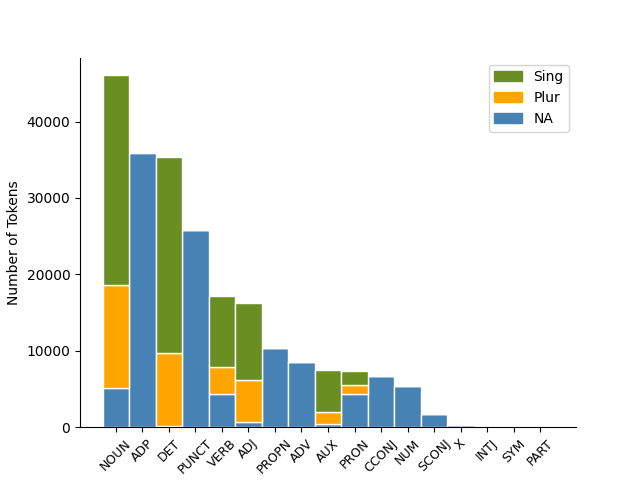 Sing
Plur
NA
Number of Tokens
40000
30000
20000
10000
0
NOUN
ADP
DET
PUNCT
VERB
ADJ
PROPN
ADV
AUX
PRON
CCONJ
NUM
SCONJ
X
INTJ
SYM
PART